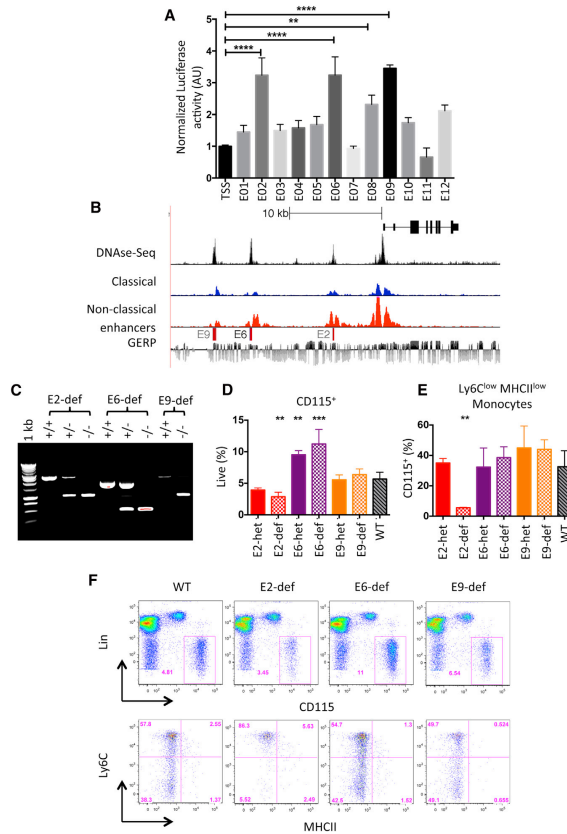 A
****
**
****
****
Normalized Luciferase
activity (AU)
5
4
3
2
1
0
TSS
E01
E02
E03
E04
E05
E06
E07
E08
E09
E10
E11
E12
B
10 kb
DNAse-Seq
Classical
Non-classical
enhancers
E9
E6
E2
GERP
C
E2-def
E6-def
E9-def
1 kb
+/+
+/-
-/-
+/+
+/-
-/-
+/+
-/-
D
CD115+
Live (%)
15
10
5
0
**
**
***
E2-het
E2-def
E6-het
E6-def
E9-het
E9-def
WT
E
Ly6Clow MHCIIlow
Monocytes
CD115+ (%)
80
60
40
20
0
**
E2-het
E2-def
E6-het
E6-def
E9-het
E9-def
WT
F
WT
E2-def
E6-def
E9-def
Lin
4.81
3.45
11
6.54
CD115
57.8 2.55
86.3 5.63
54.7 1.3
49.7 0.524
Ly6C
38.3 1.37
5.52 2.49
42.5 1.52
49.1 0.655
MHCII